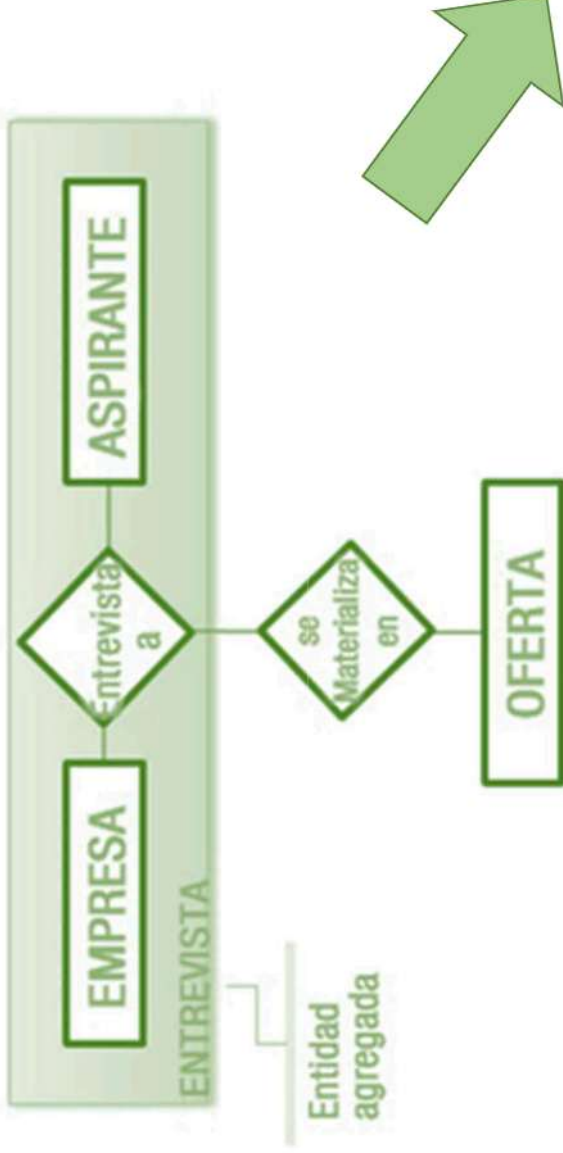 EMPRESA
Entrevista
a
ASPIRANTE
ENTREVISTA
Entidad
agregada
se
Materializa
en
OFERTA